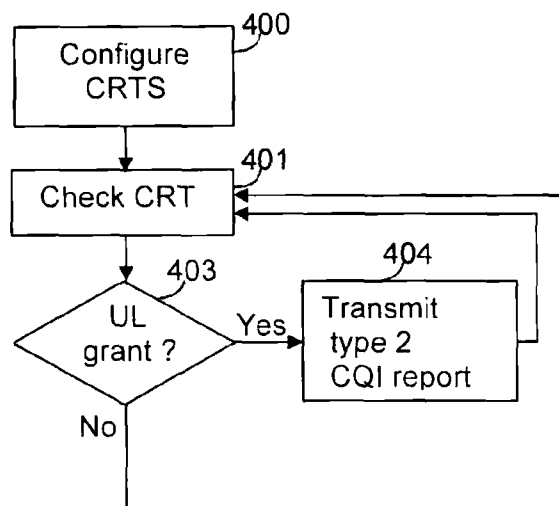 400
Configure
CRTS
401
Check CRT
403
UL
grant ?
Yes
404
Transmit
type 2
CQI report
No